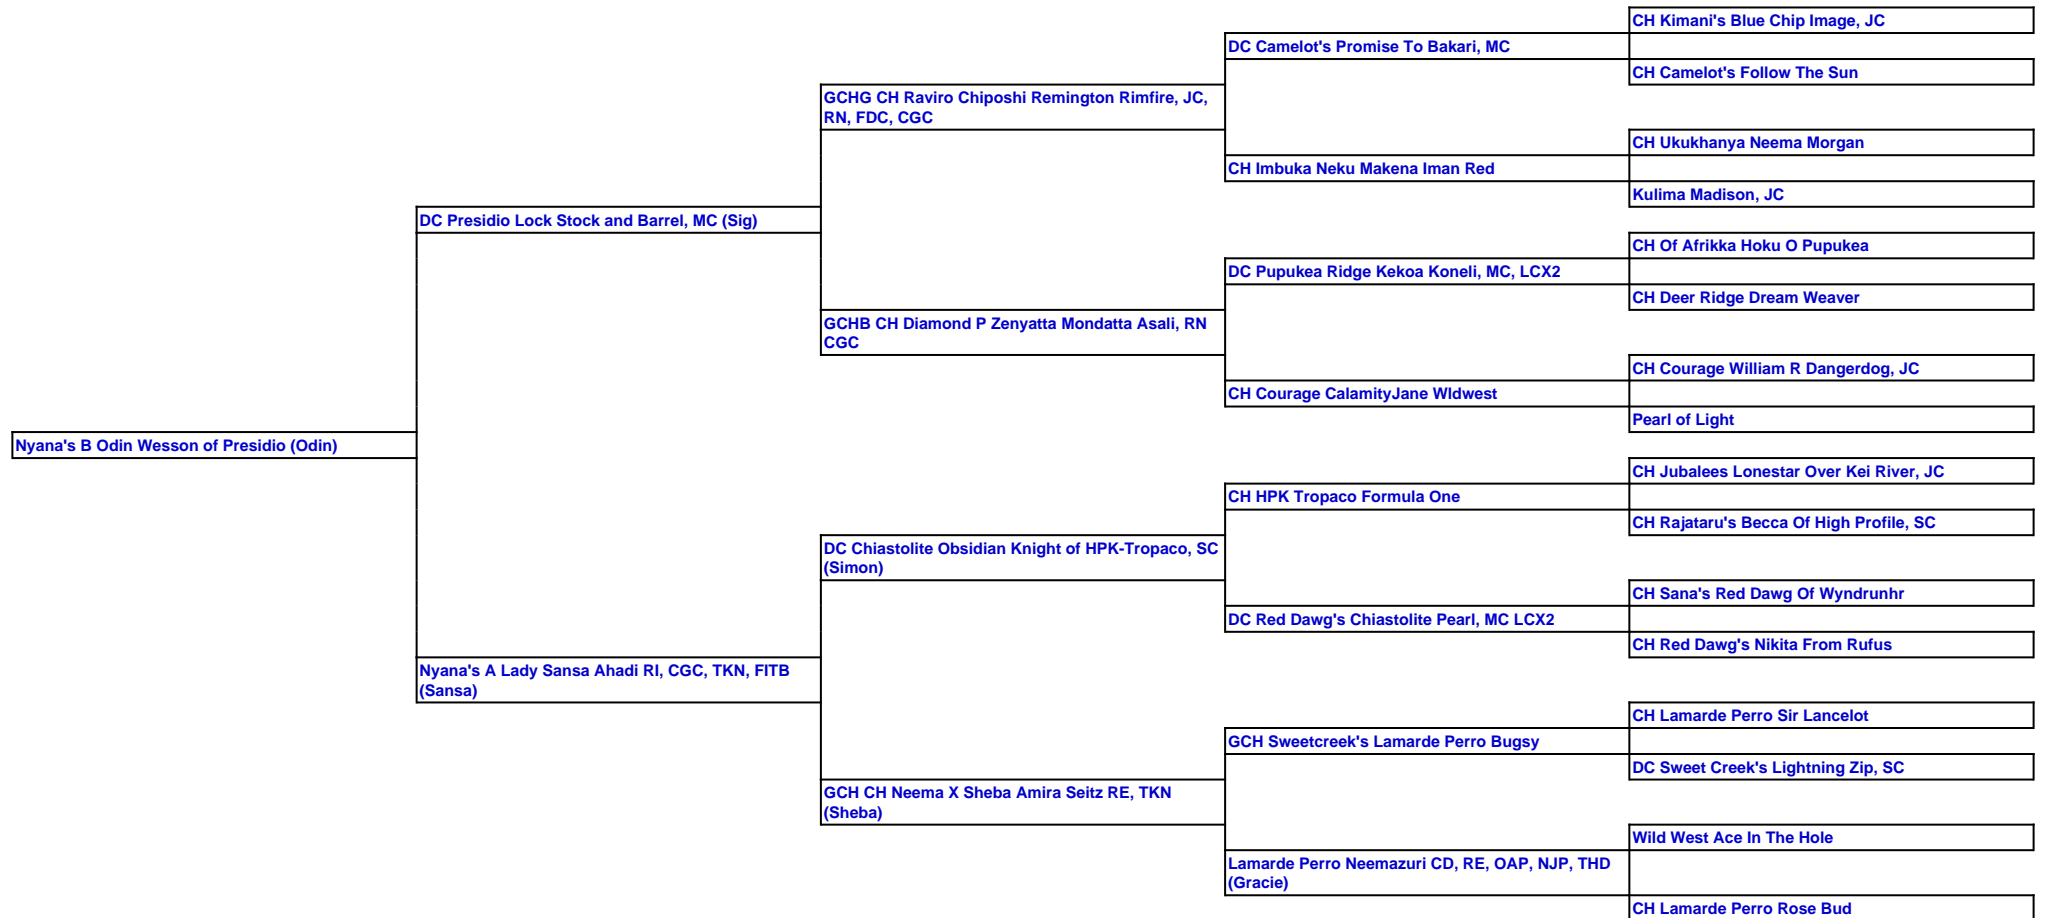 CH Kimani's Blue Chip Image, JC
DC Camelot's Promise To Bakari, MC
CH Camelot's Follow The Sun
GCHG CH Raviro Chiposhi Remington Rimfire, JC,
RN, FDC, CGC
CH Ukukhanya Neema Morgan
CH Imbuka Neku Makena Iman Red
Kulima Madison, JC
DC Presidio Lock Stock and Barrel, MC (Sig)
CH Of Afrikka Hoku O Pupukea
DC Pupukea Ridge Kekoa Koneli, MC, LCX2
CH Deer Ridge Dream Weaver
GCHB CH Diamond P Zenyatta Mondatta Asali, RN
CGC
CH Courage William R Dangerdog, JC
CH Courage CalamityJane Wldwest
Pearl of Light
Nyana's B Odin Wesson of Presidio (Odin)
CH Jubalees Lonestar Over Kei River, JC
CH HPK Tropaco Formula One
CH Rajataru's Becca Of High Profile, SC
DC Chiastolite Obsidian Knight of HPK-Tropaco, SC
(Simon)
CH Sana's Red Dawg Of Wyndrunhr
DC Red Dawg's Chiastolite Pearl, MC LCX2
CH Red Dawg's Nikita From Rufus
Nyana's A Lady Sansa Ahadi RI, CGC, TKN, FITB
(Sansa)
CH Lamarde Perro Sir Lancelot
GCH Sweetcreek's Lamarde Perro Bugsy
DC Sweet Creek's Lightning Zip, SC
GCH CH Neema X Sheba Amira Seitz RE, TKN
(Sheba)
Wild West Ace In The Hole
Lamarde Perro Neemazuri CD, RE, OAP, NJP, THD
(Gracie)
CH Lamarde Perro Rose Bud